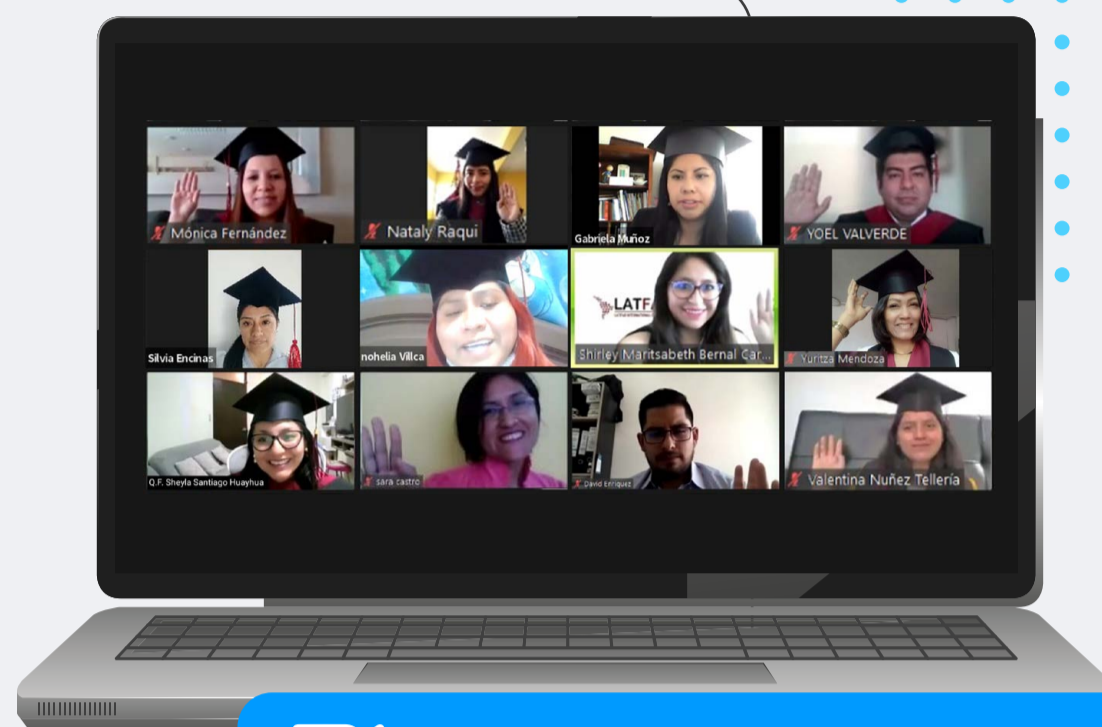 Mónica Fernández
Nataly Raqui
Gabriela Muñoz
YOEL VALVERDE
Silvia Encinas
nohelia Villca
LATF
Shirley Maritsabeth Bernal Car...
Yuritza Mendoza
Q.F. Sheyla Santiago Huayhua
sara castro
David Enriquez
Valentina Nuñez Tellería